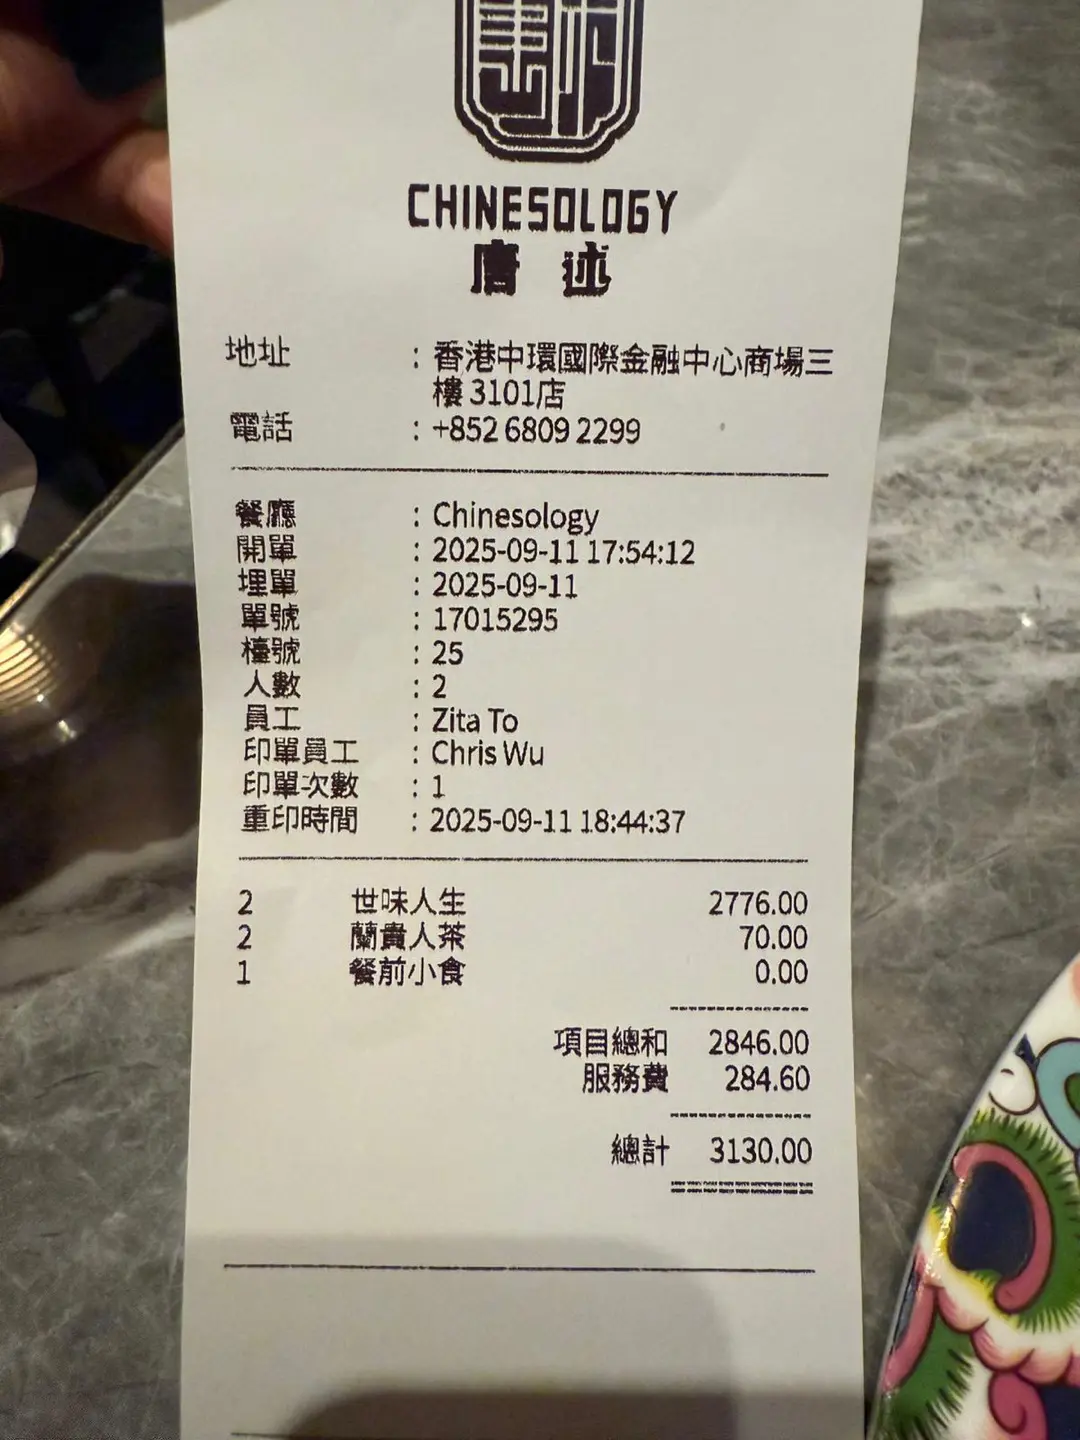 CHINESOLOGY
唐述
地址 : 香港中環國際金融中心商場三
樓 3101店
電話 : +852 6809 2299
餐廳 : Chinesology
開單 : 2025-09-11 17:54:12
埋單 : 2025-09-11
單號 : 17015295
檯號 : 25
人數 : 2
員工 : Zita To
印單員工 : Chris Wu
印單次數 : 1
重印時間 : 2025-09-11 18:44:37
2 世味人生 2776.00
2 蘭貴人茶 70.00
1 餐前小食 0.00
項目總和 2846.00
服務費 284.60
總計 3130.00